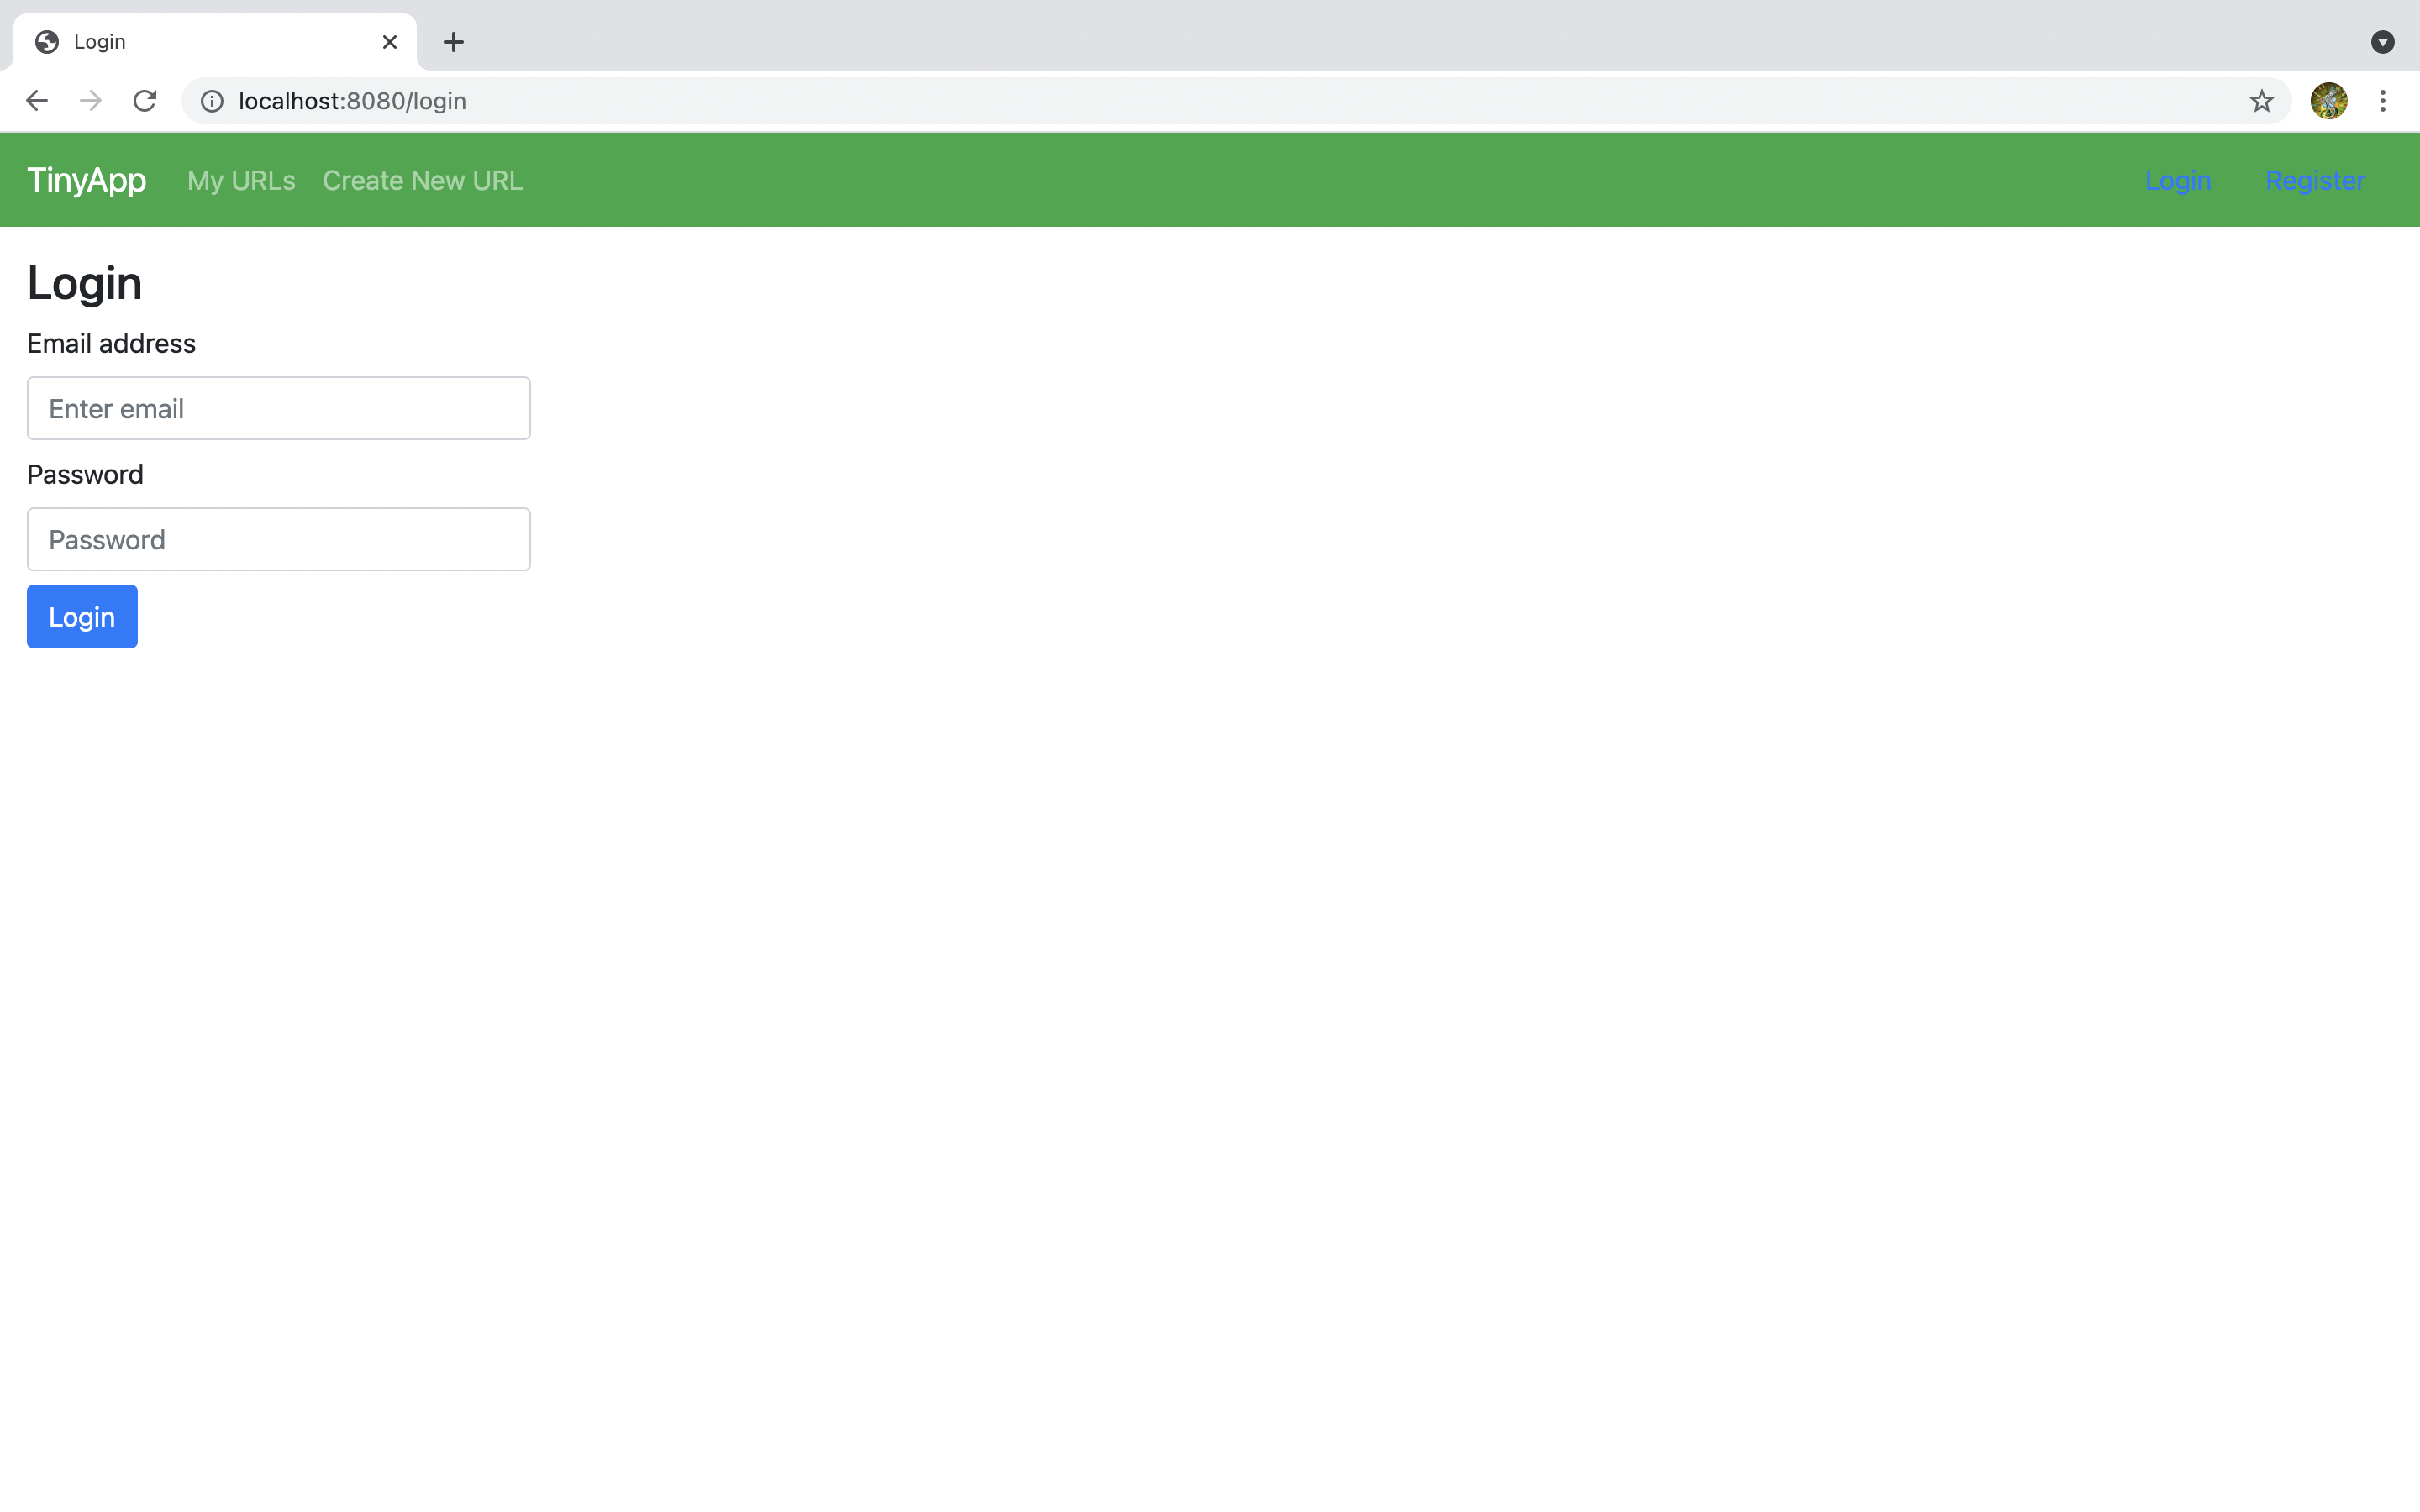 Login
localhost:8080/login
TinyApp My URLs Create New URL Login Register
Login
Email address
Enter email
Password
Password
Login